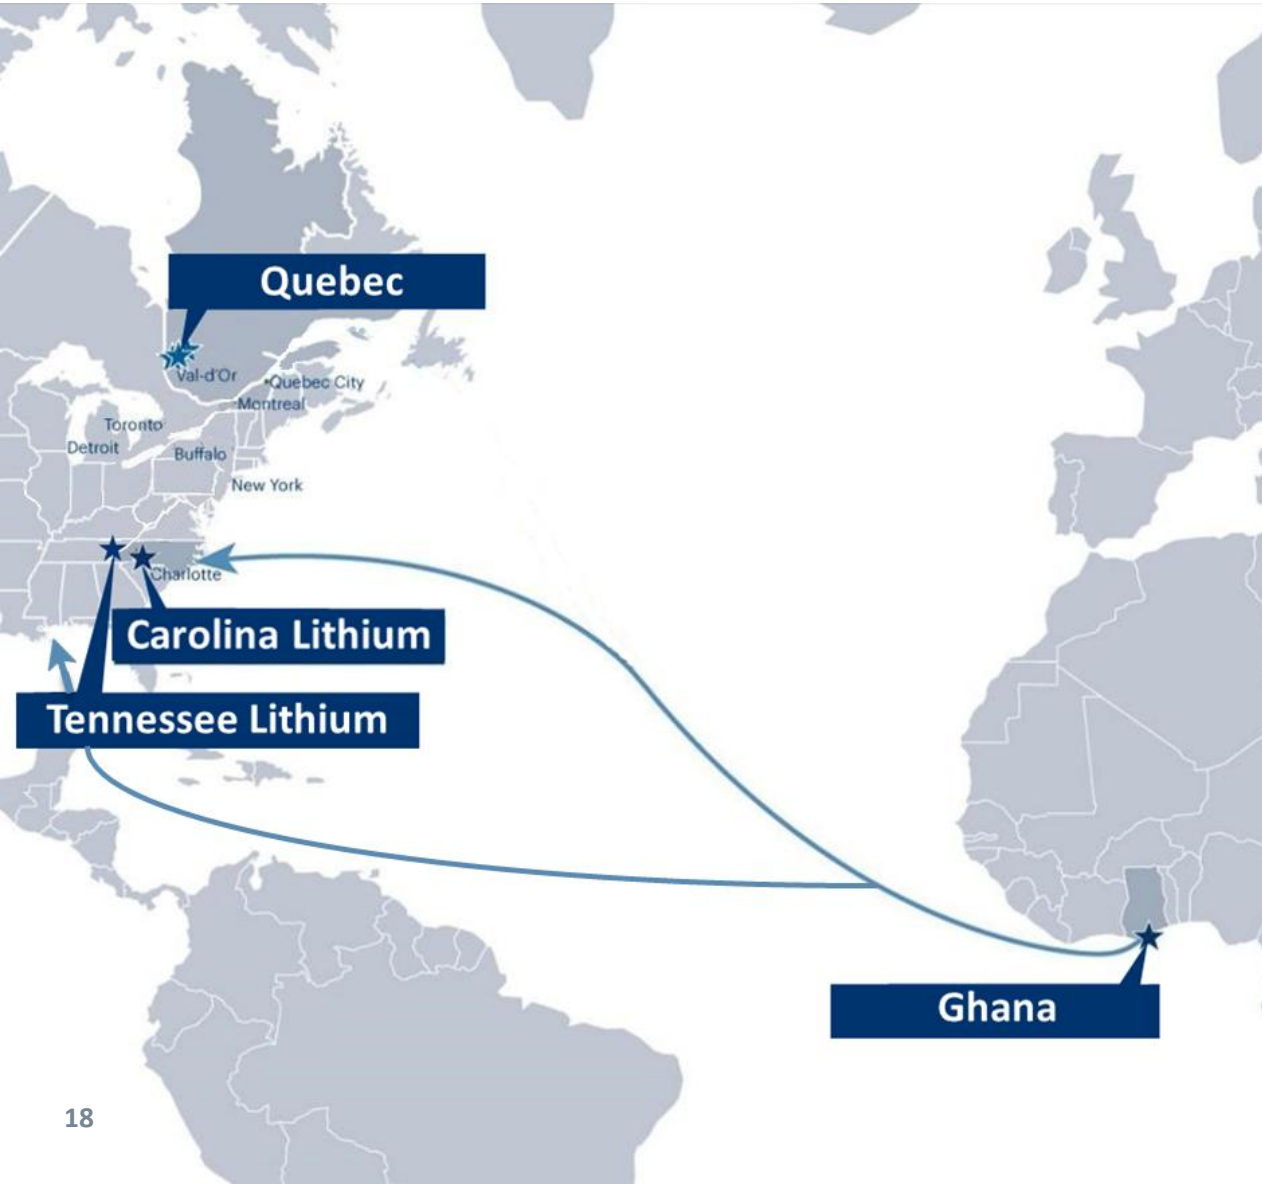 Quebec
Val-d'Or
Quebec City
Montreal
Toronto
Detroit
Buffalo
New York
Charlotte
Carolina Lithium
Tennessee Lithium
Ghana
18